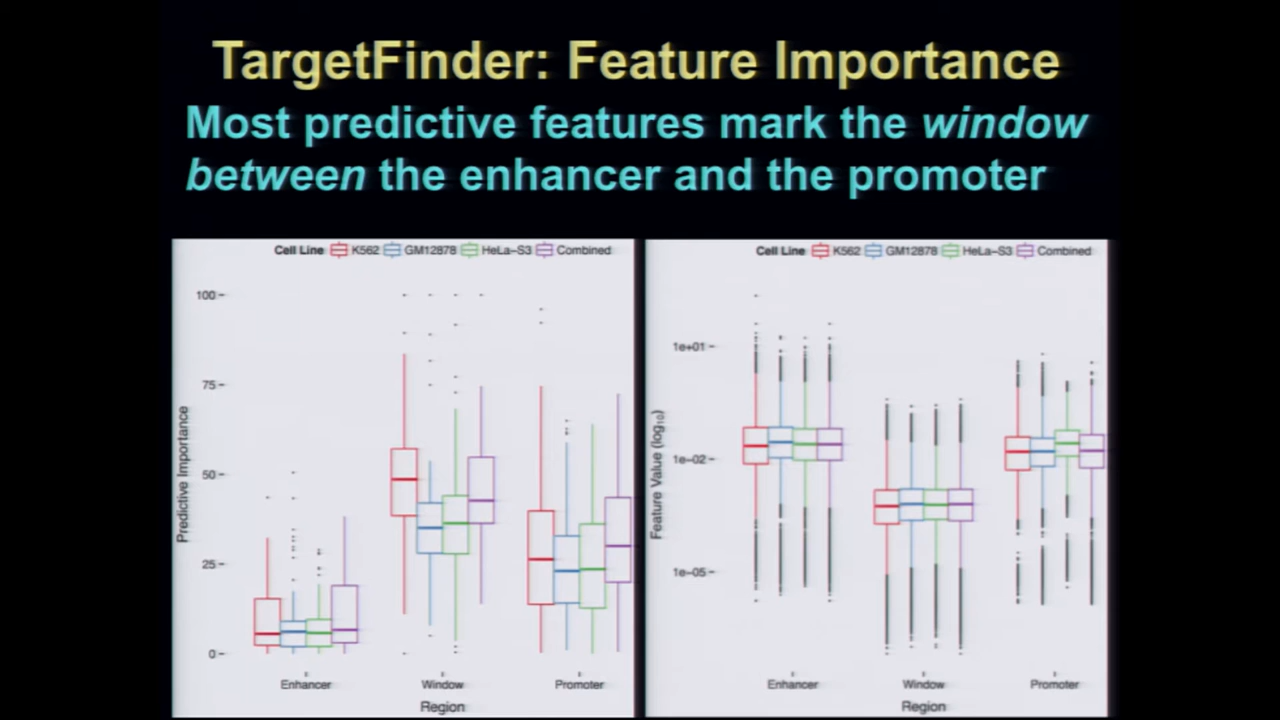 TargetFinder: Feature Importance
Most predictive features mark the window
between the enhancer and the promoter
Cell Line K562 GM12878 HeLa–S3 Combined
100
75
50
25
0
Predictive Importance
Enhancer Window Promoter
Region
Cell Line K562 GM12878 HeLa–S3 Combined
1e+01
1e–02
1e–05
Feature Value (log10)
Enhancer Window Promoter
Region